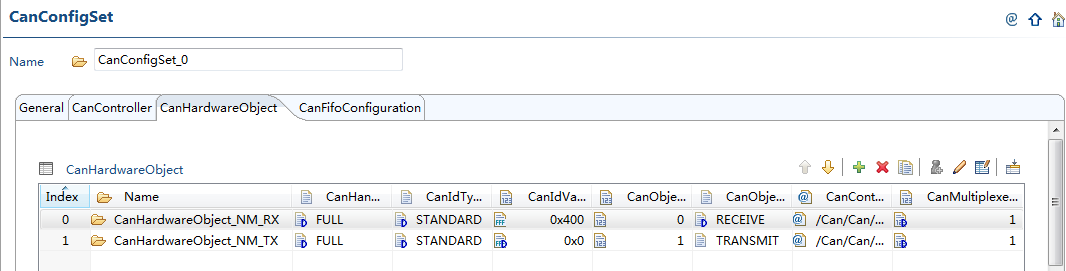 CanConfigSet
Name CanConfigSet_0
General CanController CanHardwareObject CanFifoConfiguration
CanHardwareObject
Index Name CanHan... CanIdTy... CanIdVa... CanObje... CanObje... CanCont... CanMultiplexe...
0 CanHardwareObject_NM_RX FULL STANDARD 0x400 0 RECEIVE /Can/Can/... 1
1 CanHardwareObject_NM_TX FULL STANDARD 0x0 1 TRANSMIT /Can/Can/... 1